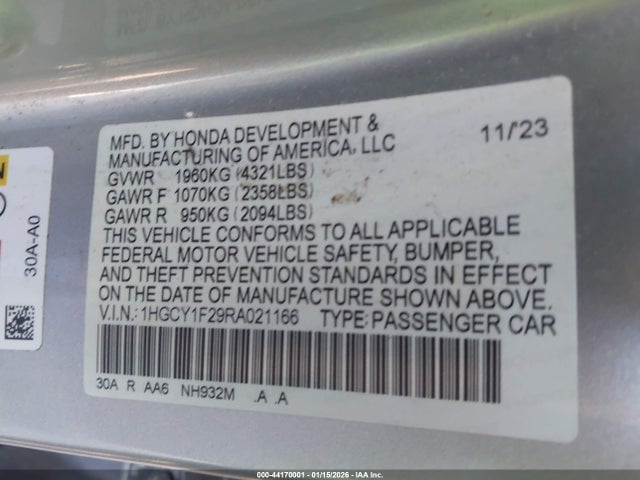 MFD. BY HONDA DEVELOPMENT & 11/'23
MANUFACTURING OF AMERICA, LLC
GVWR 1960KG (4321LBS)
GAWR F 1070KG (2358LBS)
GAWR R 950KG (2094LBS)
THIS VEHICLE CONFORMS TO ALL APPLICABLE
FEDERAL MOTOR VEHICLE SAFETY, BUMPER,
AND THEFT PREVENTION STANDARDS IN EFFECT
ON THE DATE OF MANUFACTURE SHOWN ABOVE.
V.I.N.: 1HGCY1F29RA021166 TYPE: PASSENGER CAR
30A R AA6 NH932M .A .A
30A-A0
000-44170001 - 01/15/2026 - IAA Inc.